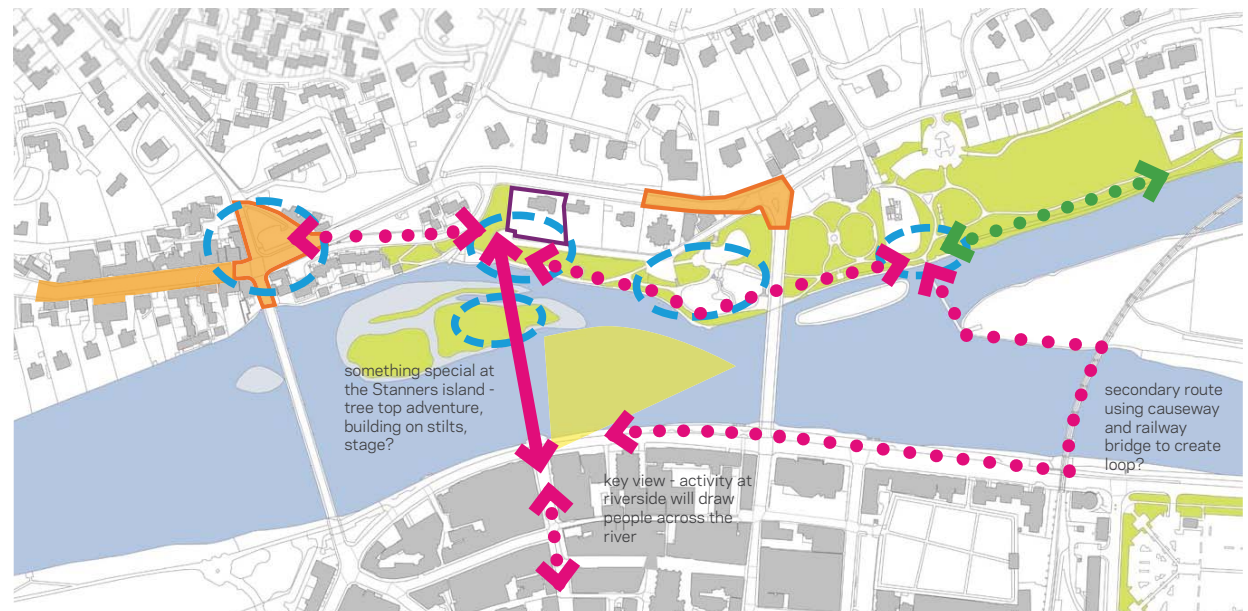 something special at
the Stanners island -
tree top adventure,
building on stilts,
stage?
key view - activity at
riverside will draw
people across the
river
secondary route
using causeway
and railway
bridge to create
loop?